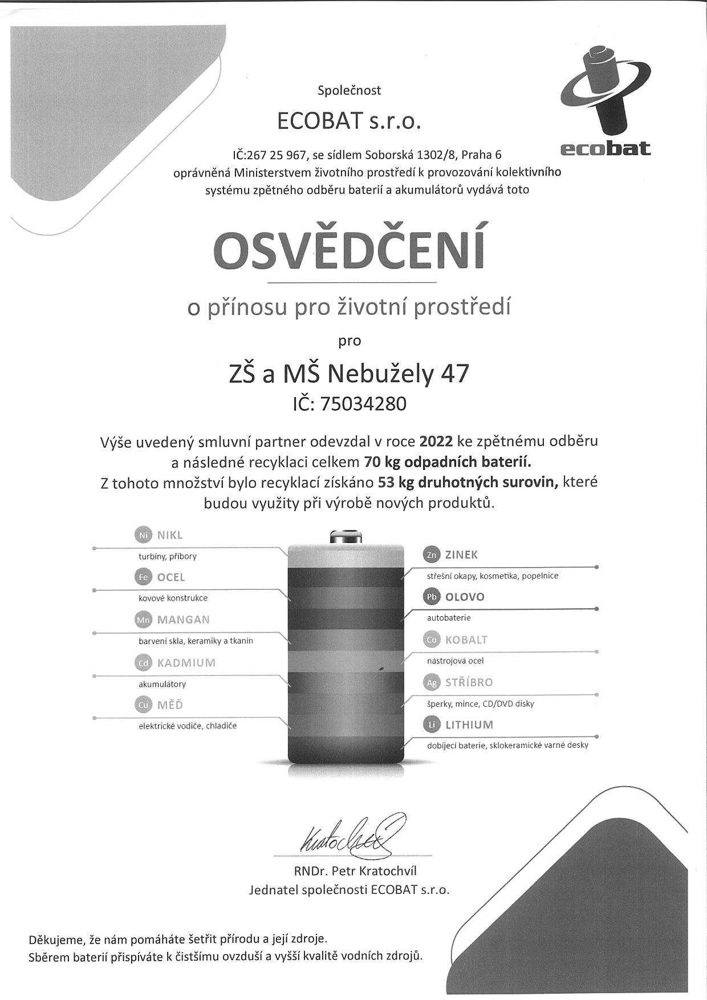 Společnost
ECOBAT s.r.o.
ecobat
IČ:267 25 967, se sídlem Soborská 1302/8, Praha 6
oprávněná Ministerstvem životního prostředí k provozování kolektivního
systému zpětného odběru baterií a akumulátorů vydává toto
OSVĚDČENÍ
o přínosu pro životní prostředí
pro
ZŠ a MŠ Nebužely 47
IČ: 75034280
Výše uvedený smluvní partner odevzdal v roce 2022 ke zpětnému odběru
a následné recyklaci celkem 70 kg odpadních baterií.
Z tohoto množství bylo recyklací získáno 53 kg druhotných surovin, které
budou využity při výrobě nových produktů.
Ni NIKL
turbíny, příbory
Fe OCEL
kovové konstrukce
Mn MANGAN
barvení skla, keramiky a tkanin
Cd KADMIUM
akumulátory
Cu MĚĎ
elektrické vodiče, chladiče
Zn ZINEK
střešní okapy, kosmetika, popelnice
Pb OLOVO
autobaterie
Co KOBALT
nástrojová ocel
Ag STŘÍBRO
šperky, mince, CD/DVD disky
Li LITHIUM
dobíjecí baterie, sklokeramické varné desky
RNDr. Petr Kratochvíl
Jednatel společnosti ECOBAT s.r.o.
Děkujeme, že nám pomáháte šetřit přírodu a její zdroje.
Sběrem baterií přispíváte k čistšímu ovzduší a vyšší kvalitě vodních zdrojů.